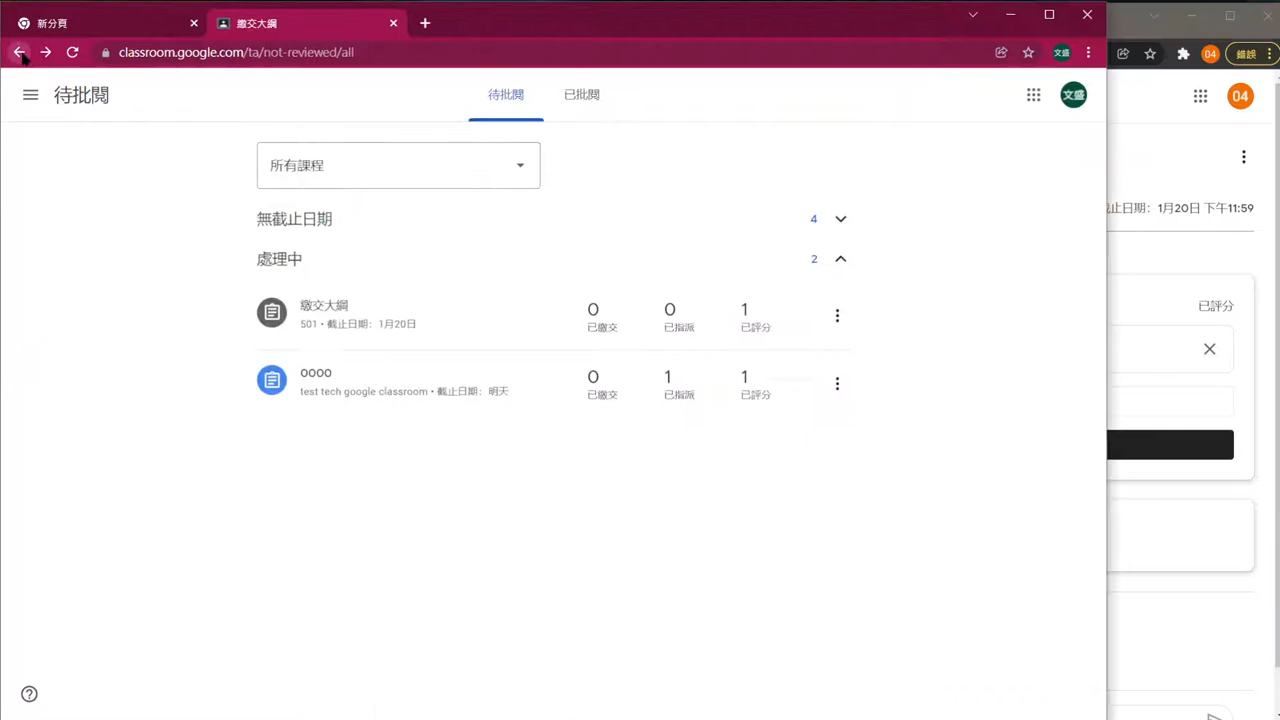 新分頁
繳交大綱
classroom.google.com/ta/not-reviewed/all
文盛
04
錯誤
待批閱
待批閱
已批閱
文盛
04
所有課程
截止日期: 1月20日 下午11:59
無截止日期
4
處理中
2
繳交大綱
501 • 截止日期: 1月20日
0
已繳交
0
已指派
1
已評分
已評分
oooo
test tech google classroom • 截止日期: 明天
0
已繳交
1
已指派
1
已評分